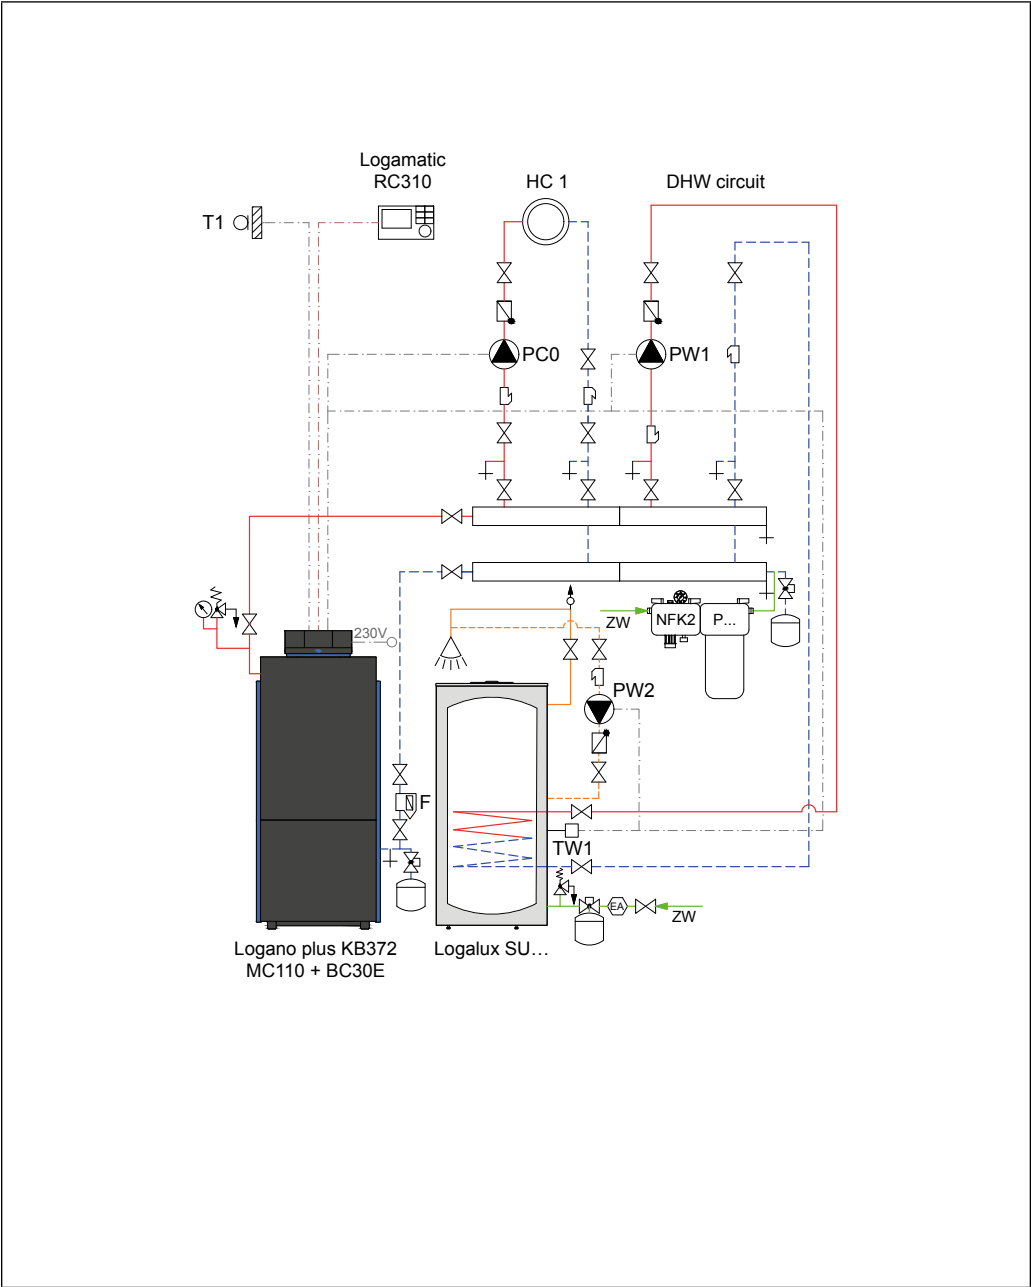 Logamatic
RC310
HC 1
DHW circuit
T1
PC0
PW1
230V
ZW
NFK2
P...
PW2
F
TW1
EA
ZW
Logano plus KB372
MC110 + BC30E
Logalux SU...